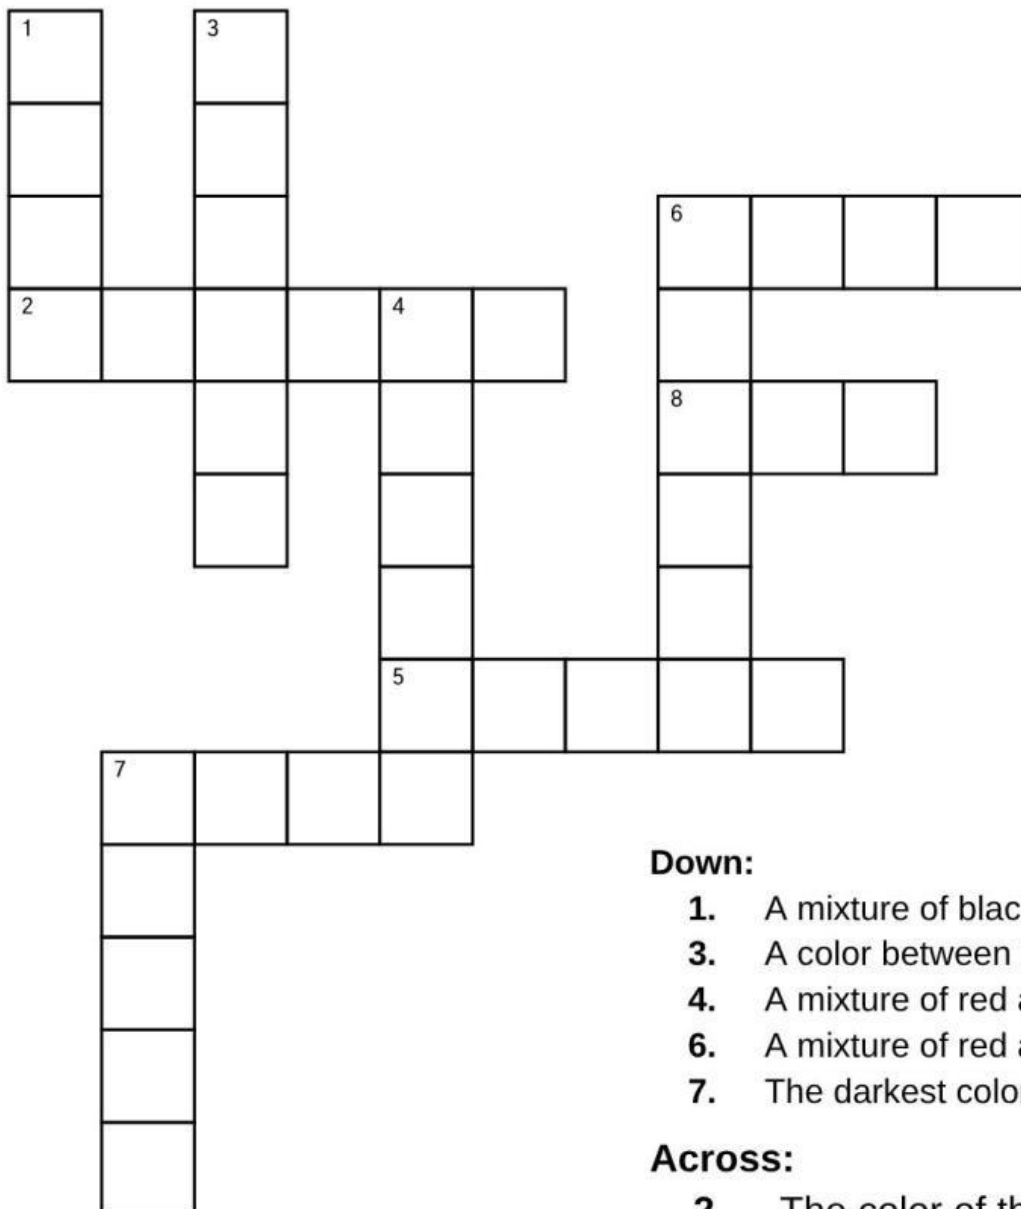 1 3
6
2 4
8
5
7
Down:
1. A mixture of blac
3. A color between
4. A mixture of red
6. A mixture of red
7. The darkest colo
Across:
2 The color of th